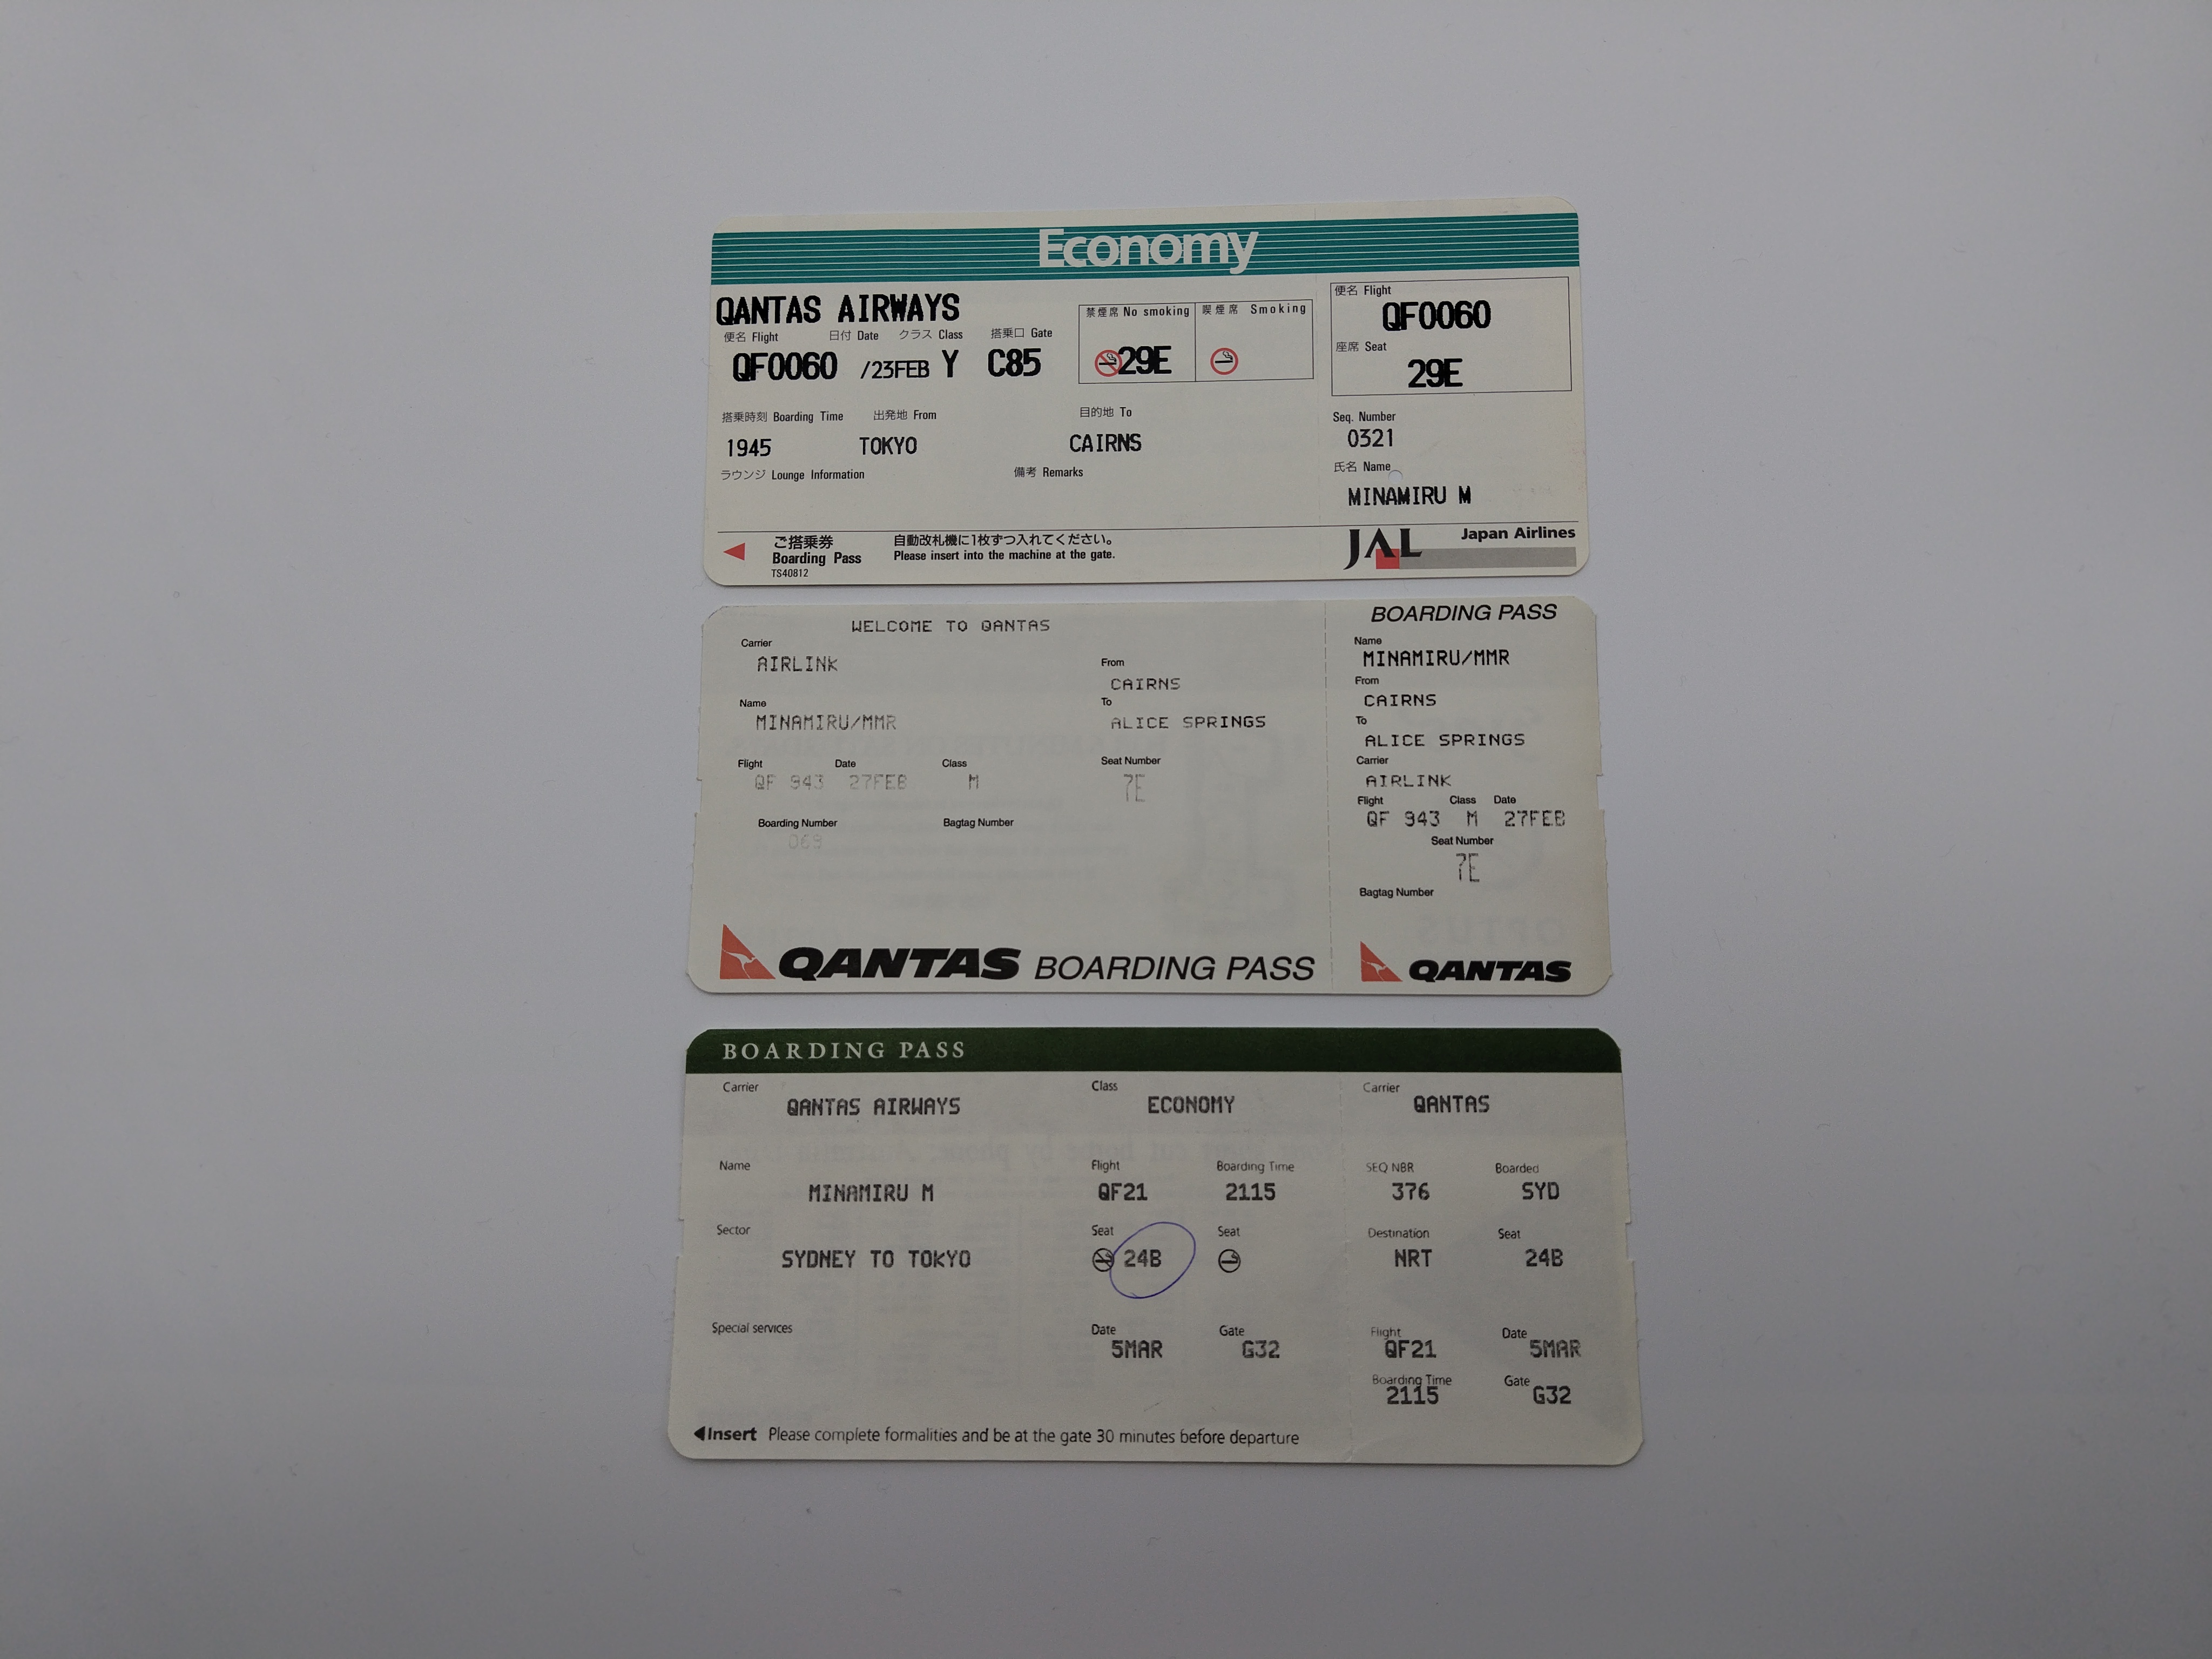 Economy
QANTAS AIRWAYS
便名 Flight 日付 Date クラス Class 搭乗口 Gate
QF0060 /23FEB Y C85
禁煙席 No smoking 喫煙席 Smoking
29E
搭乗時刻 Boarding Time 出発地 From 目的地 To
1945 TOKYO CAIRNS
ラウンジ Lounge Information 備考 Remarks
ご搭乗券 自動改札機に1枚ずつ入れてください。
Boarding Pass Please insert into the machine at the gate.
TS40812
便名 Flight
QF0060
座席 Seat
29E
Seq. Number
0321
氏名 Name
MINAMIRU M
JAL Japan Airlines
WELCOME TO QANTAS
Carrier
AIRLINK
From
CAIRNS
Name To
MINAMIRU/MMR ALICE SPRINGS
Flight Date Class Seat Number
QF 943 27FEB M 7E
Boarding Number Bagtag Number
069
QANTAS BOARDING PASS
BOARDING PASS
Name
MINAMIRU/MMR
From
CAIRNS
To
ALICE SPRINGS
Carrier
AIRLINK
Flight Class Date
QF 943 M 27FEB
Seat Number
7E
Bagtag Number
QANTAS
BOARDING PASS
Carrier Class
QANTAS AIRWAYS ECONOMY
Name Flight Boarding Time
MINAMIRU M QF21 2115
Sector Seat Seat
SYDNEY TO TOKYO 24B
Special services Date Gate
5MAR G32
Insert Please complete formalities and be at the gate 30 minutes before departure
Carrier
QANTAS
SEQ NBR Boarded
376 SYD
Destination Seat
NRT 24B
Flight Date
QF21 5MAR
Boarding Time Gate
2115 G32